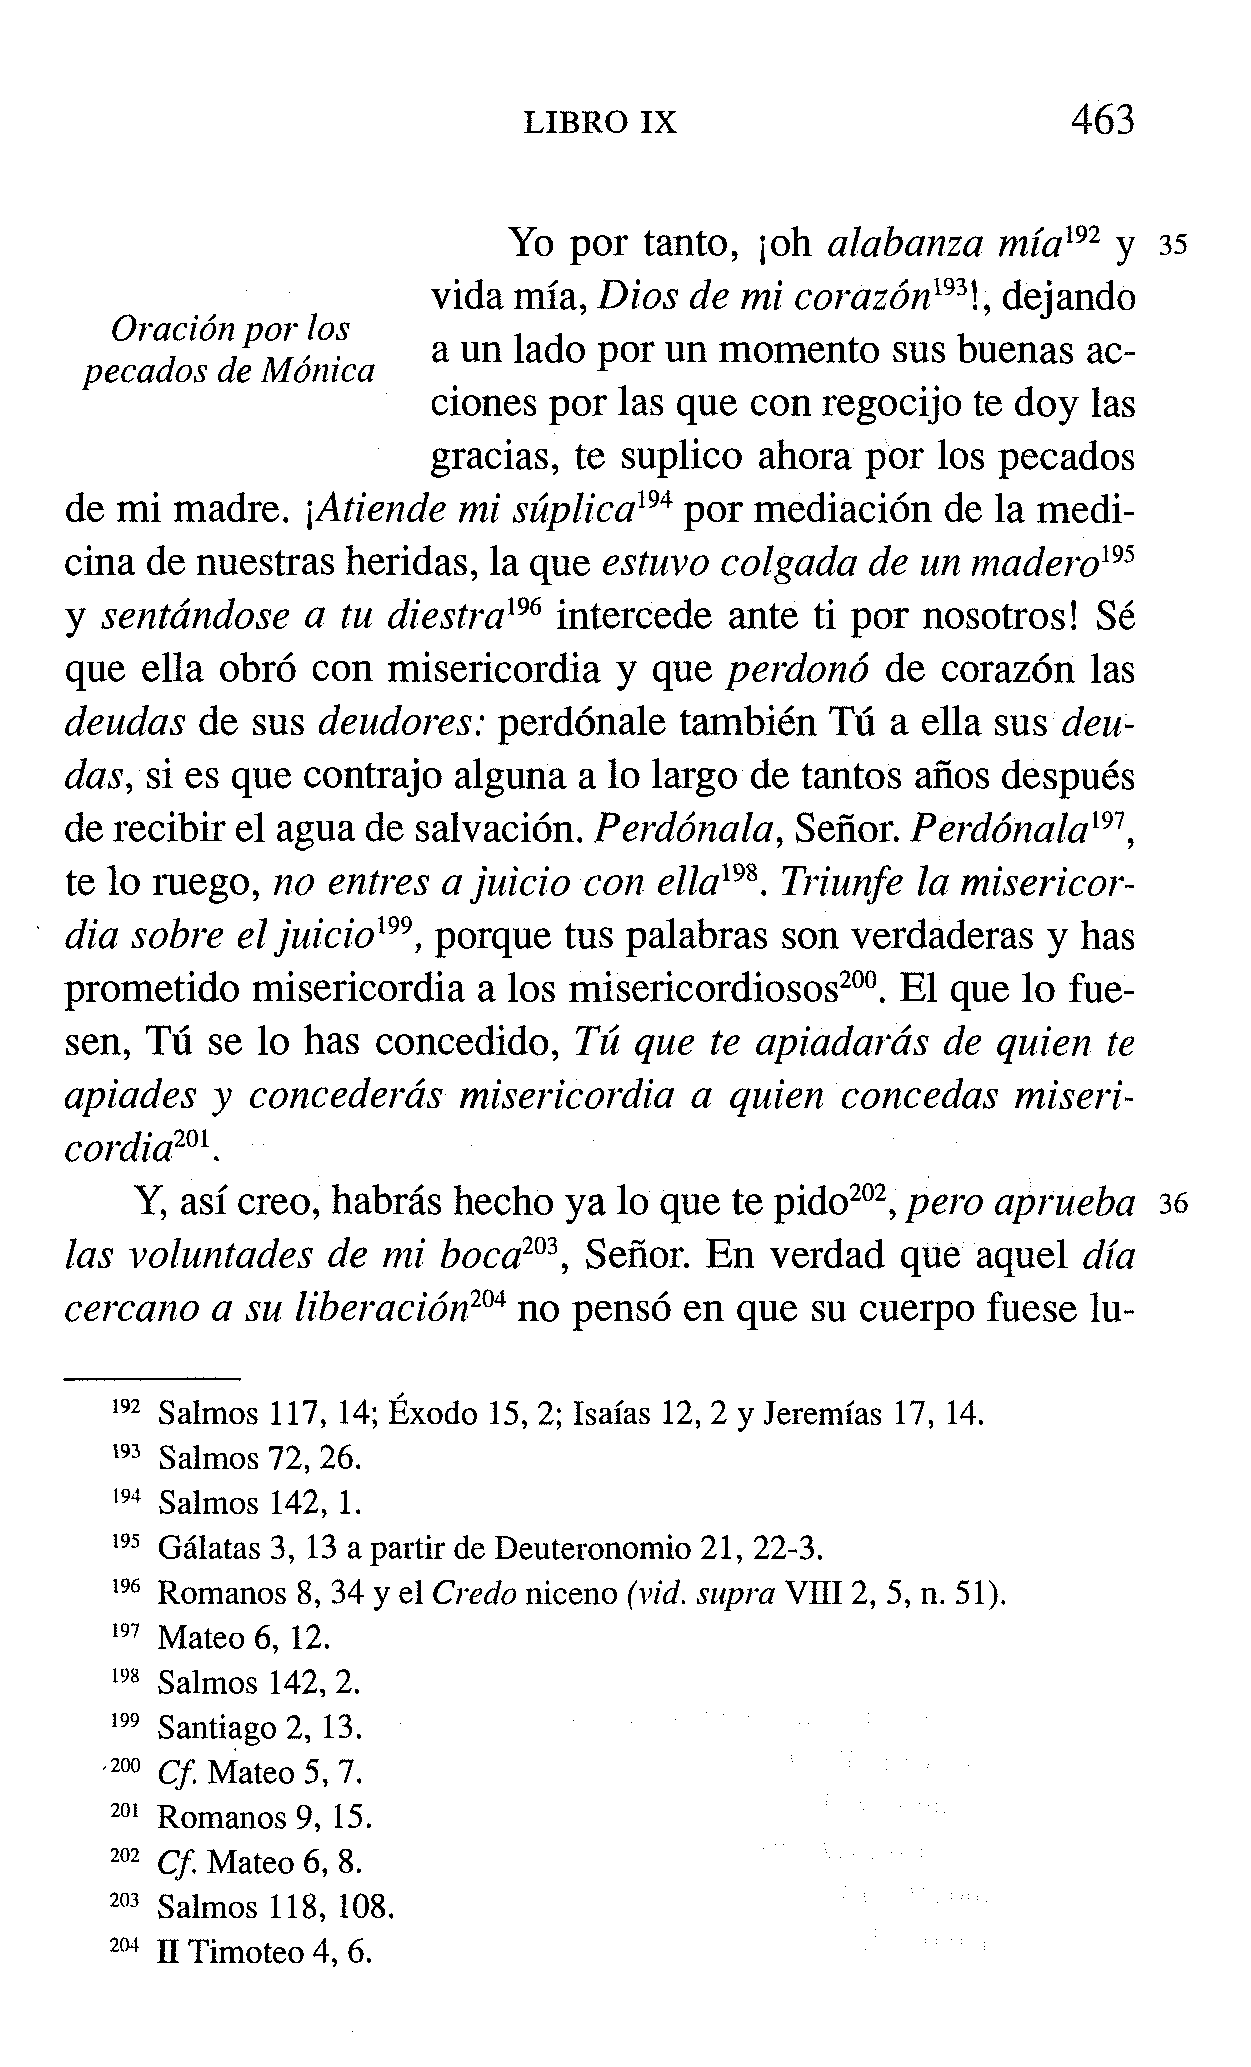 LIBRO IX 463
Yo por tanto, ¡oh alabanza mía¹⁹² y 35
vida mía, Dios de mi corazón¹⁹³!, dejando
Oración por los
pecados de Mónica
a un lado por un momento sus buenas ac-
ciones por las que con regocijo te doy las
gracias, te suplico ahora por los pecados
de mi madre. ¡Atiende mi súplica¹⁹⁴ por mediación de la medi-
cina de nuestras heridas, la que estuvo colgada de un madero¹⁹⁵
y sentándose a tu diestra¹⁹⁶ intercede ante ti por nosotros! Sé
que ella obró con misericordia y que perdonó de corazón las
deudas de sus deudores: perdónale también Tú a ella sus deu-
das, si es que contrajo alguna a lo largo de tantos años después
de recibir el agua de salvación. Perdónala, Señor. Perdónala¹⁹⁷,
te lo ruego, no entres a juicio con ella¹⁹⁸. Triunfe la misericor-
dia sobre el juicio¹⁹⁹, porque tus palabras son verdaderas y has
prometido misericordia a los misericordiosos²⁰⁰. El que lo fue-
sen, Tú se lo has concedido, Tú que te apiadarás de quien te
apiades y concederás misericordia a quien concedas miseri-
cordia²⁰¹.
Y, así creo, habrás hecho ya lo que te pido²⁰², pero aprueba 36
las voluntades de mi boca²⁰³, Señor. En verdad que aquel día
cercano a su liberación²⁰⁴ no pensó en que su cuerpo fuese lu-
¹⁹² Salmos 117, 14; Éxodo 15, 2; Isaías 12, 2 y Jeremías 17, 14.
¹⁹³ Salmos 72, 26.
¹⁹⁴ Salmos 142, 1.
¹⁹⁵ Gálatas 3, 13 a partir de Deuteronomio 21, 22-3.
¹⁹⁶ Romanos 8, 34 y el Credo niceno (vid. supra VIII 2, 5, n. 51).
¹⁹⁷ Mateo 6, 12.
¹⁹⁸ Salmos 142, 2.
¹⁹⁹ Santiago 2, 13.
²⁰⁰ Cf. Mateo 5, 7.
²⁰¹ Romanos 9, 15.
²⁰² Cf. Mateo 6, 8.
²⁰³ Salmos 118, 108.
²⁰⁴ II Timoteo 4, 6.